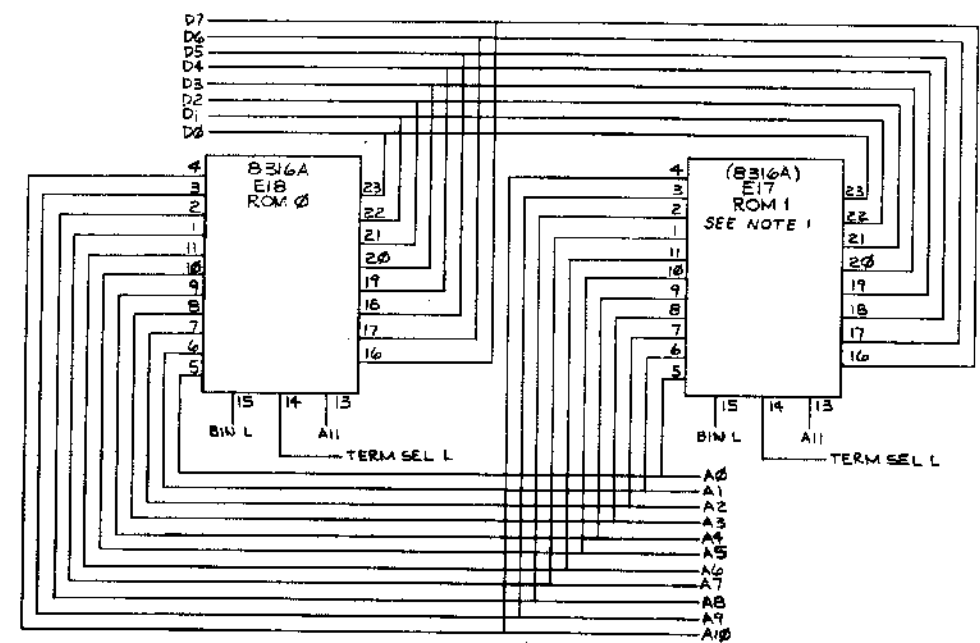 D7
D6
D5
D4
D3
D2
D1
DØ
8316A
E18
ROM Ø
4
3
2
1
11
1Ø
9
8
7
6
5
23
22
21
2Ø
19
18
17
16
15
14
13
BIN L
A11
TERM SEL L
(8316A)
E17
ROM 1
SEE NOTE 1
4
3
2
1
11
10
9
8
7
6
5
23
22
21
2Ø
19
18
17
16
15
14
13
BIN L
A11
TERM SEL L
AØ
A1
A2
A3
A4
A5
A6
A7
A8
A9
A1Ø